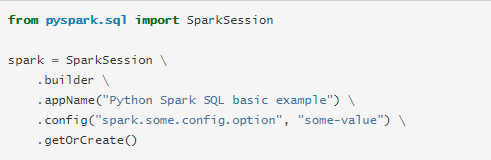 from pyspark.sql import SparkSession

spark = SparkSession \
    .builder \
    .appName("Python Spark SQL basic example") \
    .config("spark.some.config.option", "some-value") \
    .getOrCreate()